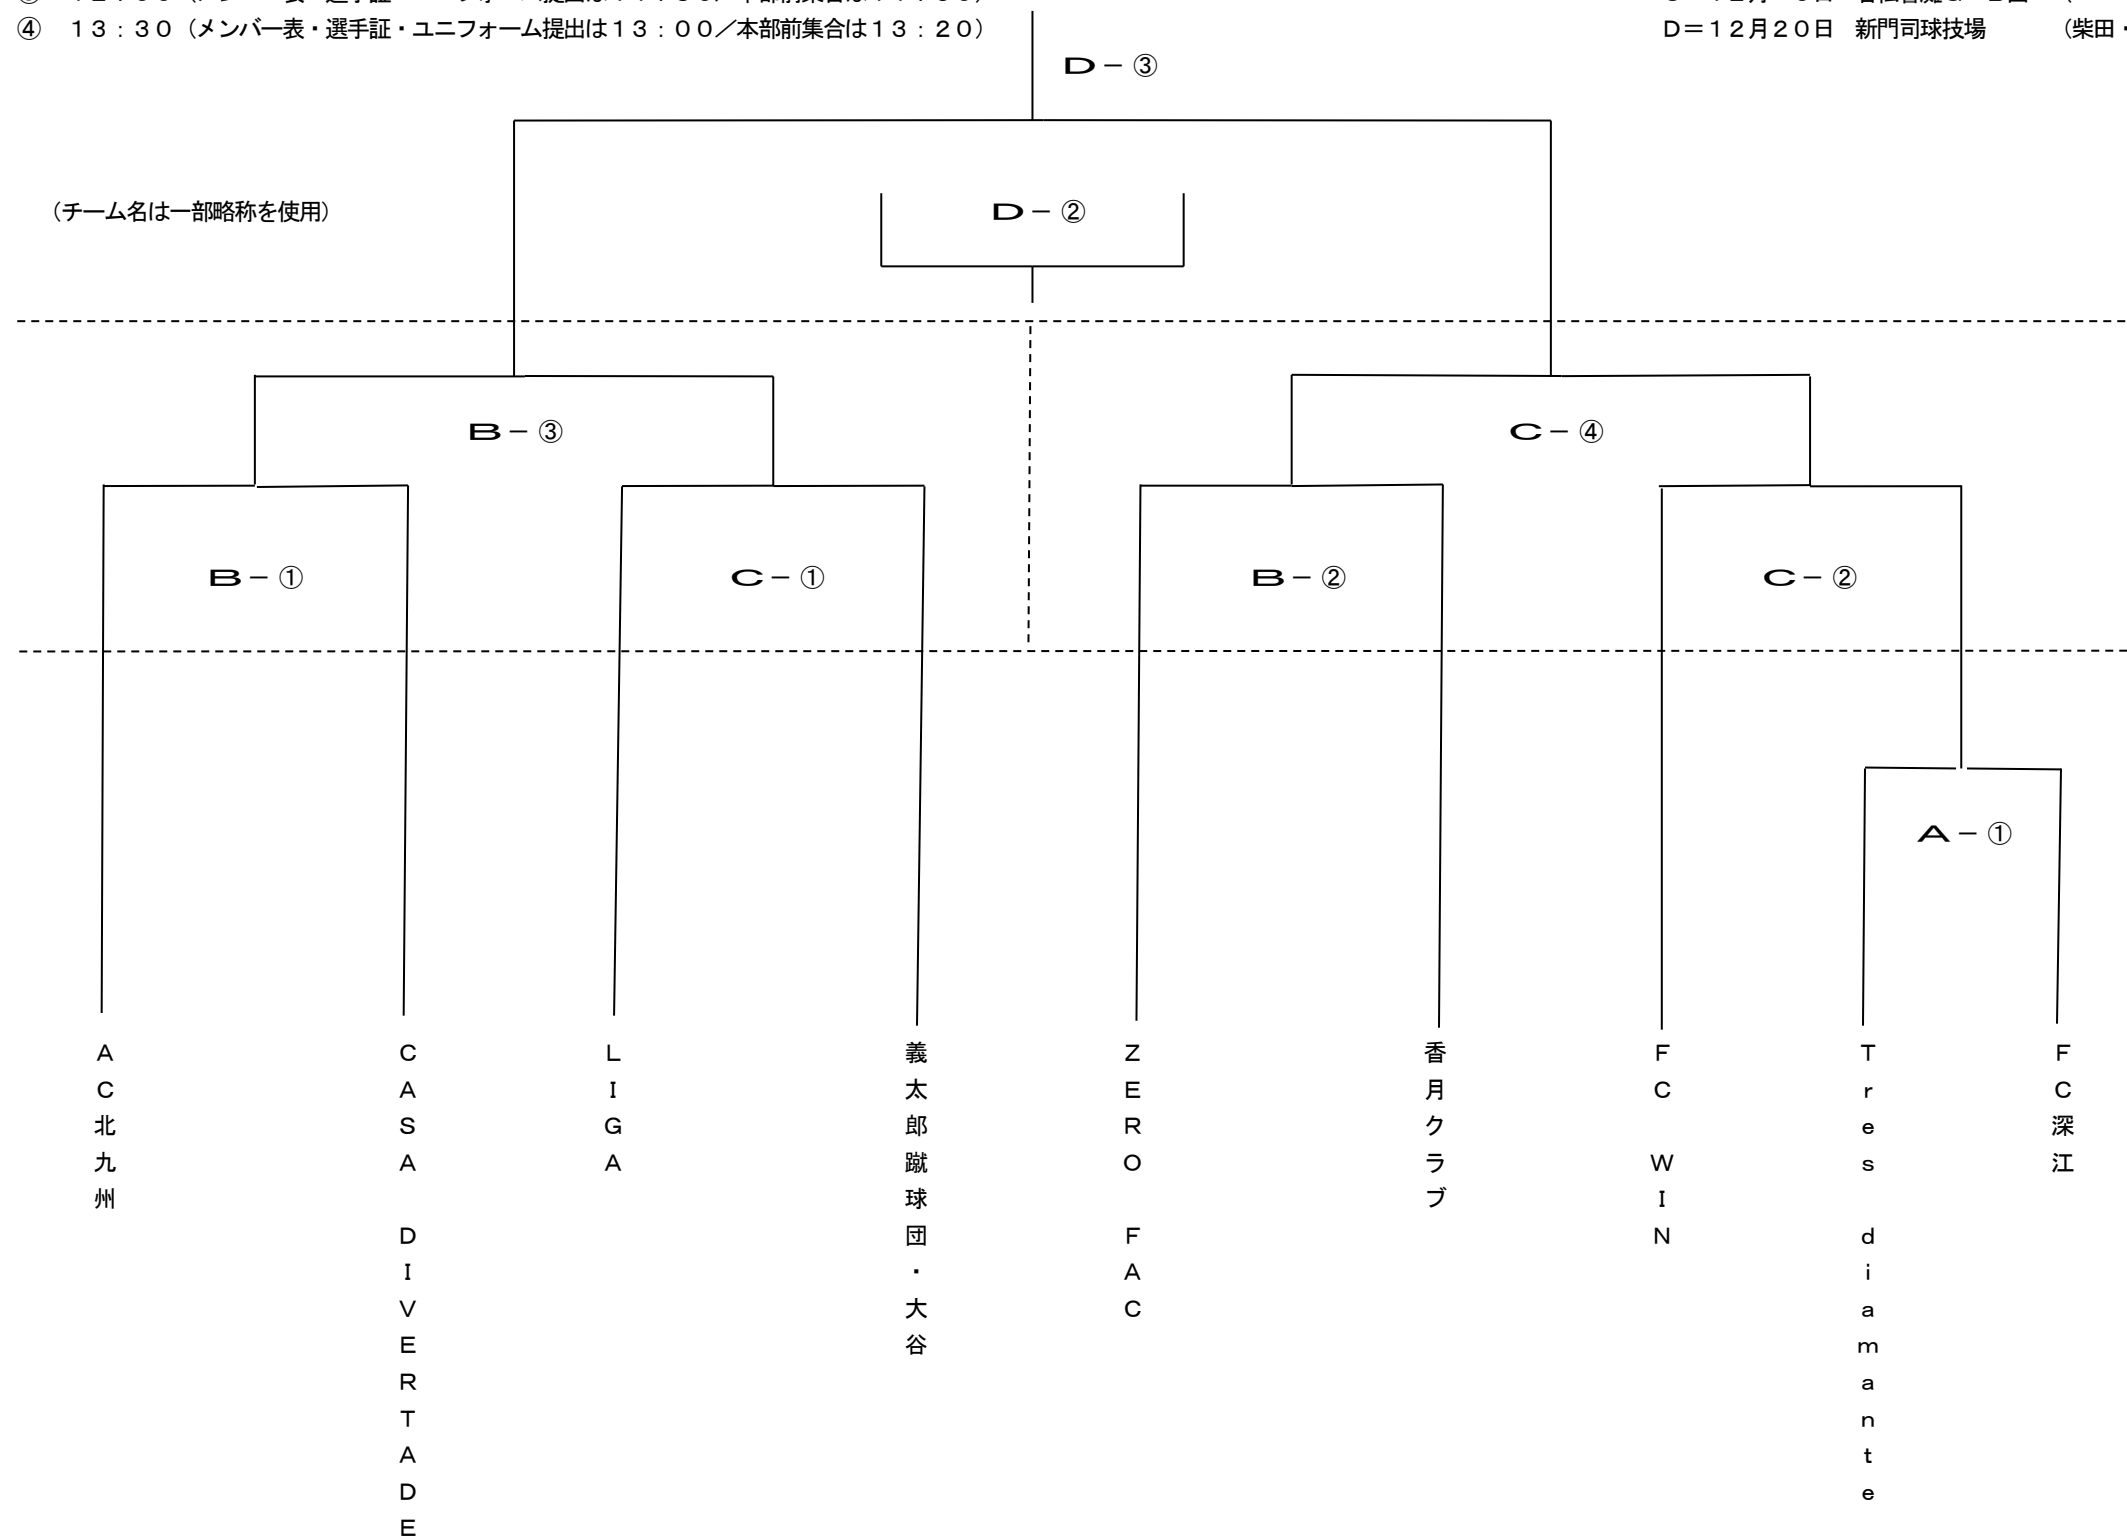 ④　１３：３０（メンバー表・選手証・ユニフォーム提出は１３：００／本部前集合は１３：２０）
Ｄ＝１２月２０日　新門司球技場　（柴田・
Ｄ－③
（チーム名は一部略称を使用）
Ｄ－②
Ｂ－③
Ｃ－④
Ｂ－①
Ｃ－①
Ｂ－②
Ｃ－②
Ａ－①
ＡＣ北九州
ＣＡＳＡ　ＤＩＶＥＲＴＡＤＥ
ＬＩＧＡ
義太郎蹴球団・大谷
ＺＥＲＯ　ＦＡＣ
香月クラブ
ＦＣ　ＷＩＮ
Ｔｒｅｓ　ｄｉａｍａｎｔｅ
ＦＣ深江